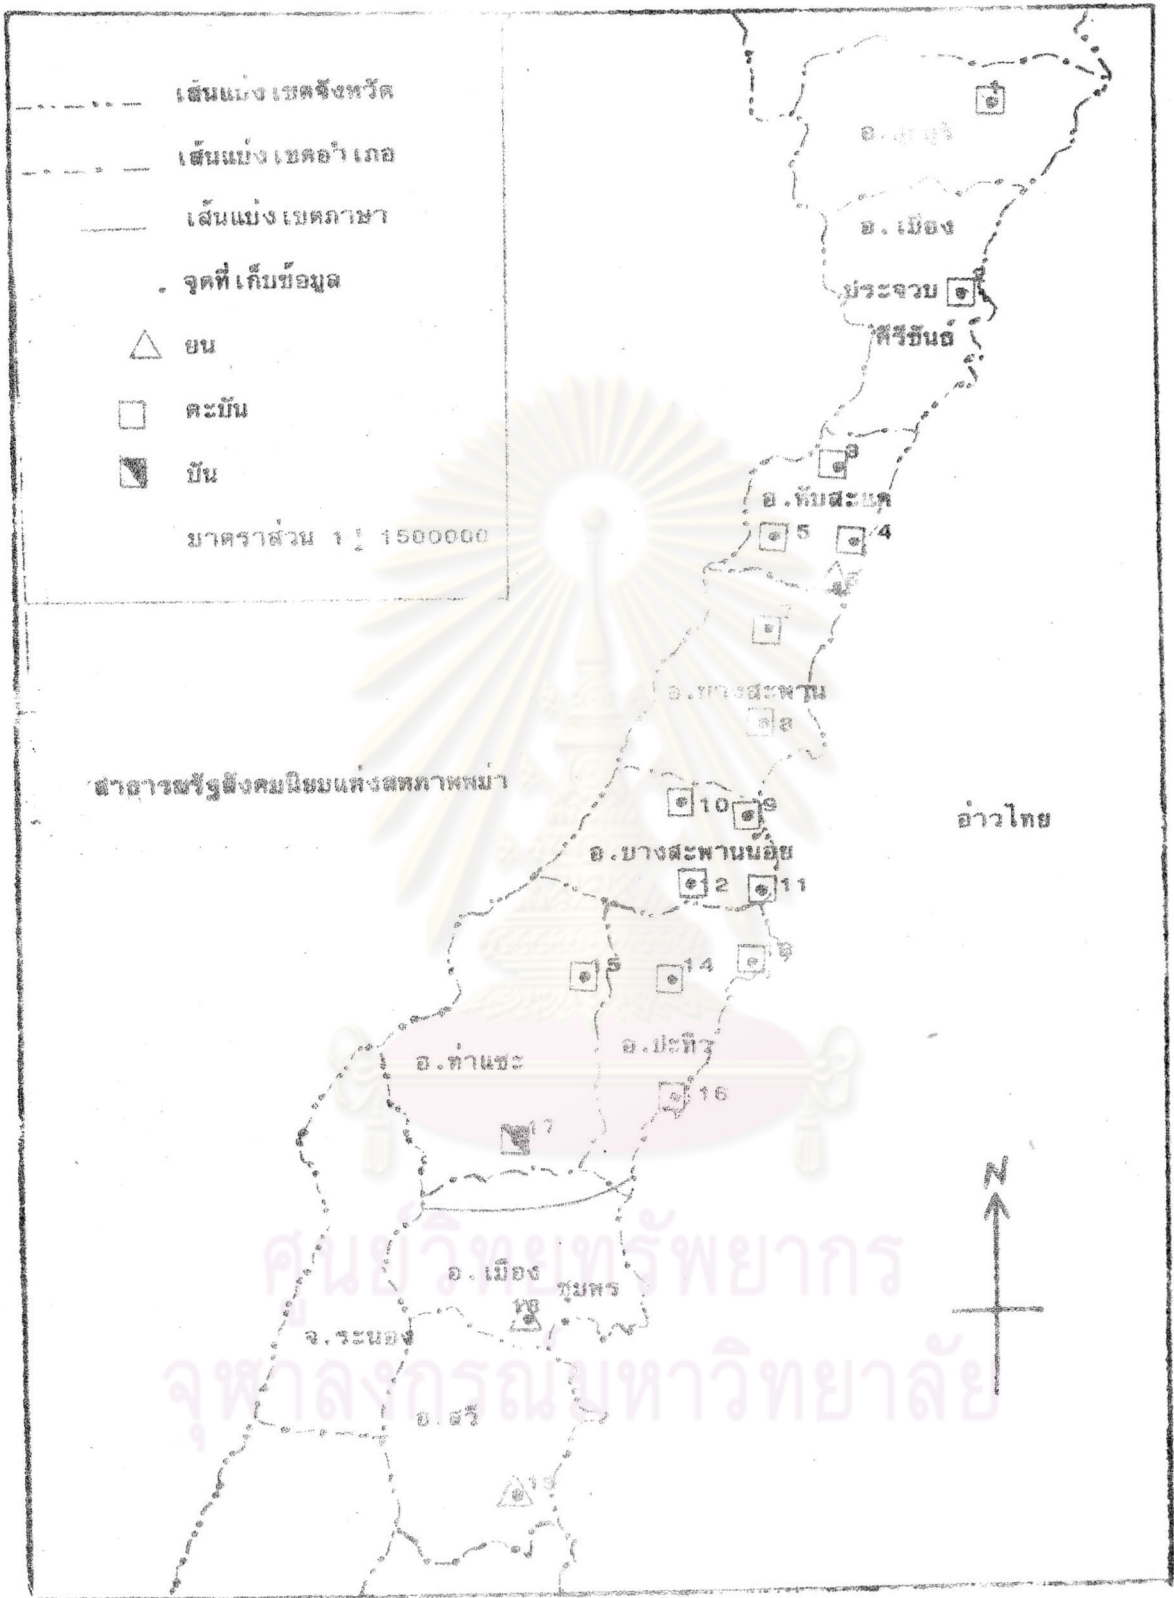 เส้นแบ่งเขตจังหวัด
เส้นแบ่งเขตอำเภอ
เส้นแบ่งเขตภาษา
จุดที่เก็บข้อมูล
ยน
ตะบัน
บัน
มาตราส่วน 1 : 1500000
อ.เมือง
ประจวบ
คีรีขันธ์
3
อ.ทับสะแก
5
4
อ.บางสะพาน
8
สาธารณรัฐสังคมนิยมแห่งสหภาพพม่า
10
9
อ่าวไทย
อ.บางสะพานน้อย
12
11
14
อ.ท่าแซะ
อ.ปะทิว
16
17
N
อ.เมือง
ชุมพร
18
จ.ระนอง
อ.สวี
ศูนย์วิทยทรัพยากร
จุฬาลงกรณ์มหาวิทยาลัย